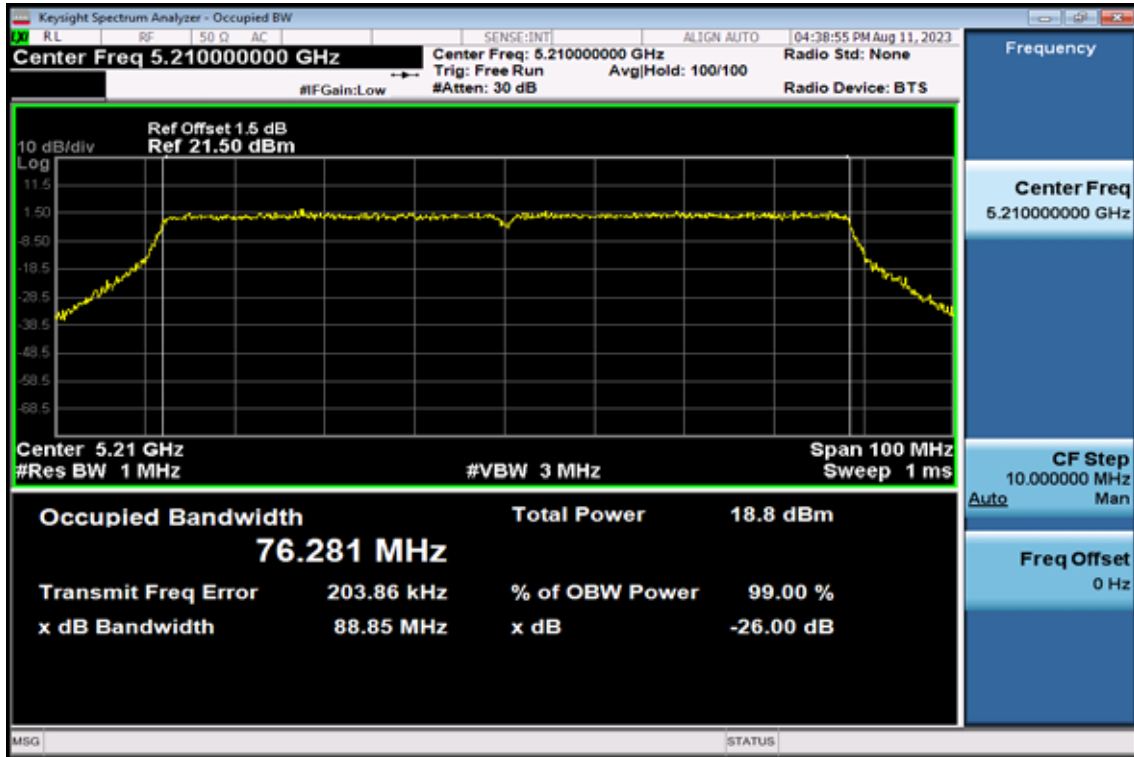 Keysight Spectrum Analyzer - Occupied BW
RL RF 50 Ω AC SENSE:INT ALIGN AUTO 04:38:55 PM Aug 11, 2023
Center Freq 5.210000000 GHz
Center Freq: 5.210000000 GHz
Radio Std: None
Trig: Free Run Avg|Hold: 100/100
#IFGain:Low
#Atten: 30 dB
Radio Device: BTS
Ref Offset 1.5 dB
10 dB/div Ref 21.50 dBm
Log
11.5
1.50
-8.50
-18.5
-28.5
-38.5
-48.5
-58.5
-68.5
Center 5.21 GHz Span 100 MHz
#Res BW 1 MHz #VBW 3 MHz Sweep 1 ms
Occupied Bandwidth Total Power 18.8 dBm
76.281 MHz
Transmit Freq Error 203.86 kHz % of OBW Power 99.00 %
x dB Bandwidth 88.85 MHz x dB -26.00 dB
MSG STATUS
Frequency
Center Freq
5.210000000 GHz
CF Step
10.000000 MHz
Auto Man
Freq Offset
0 Hz